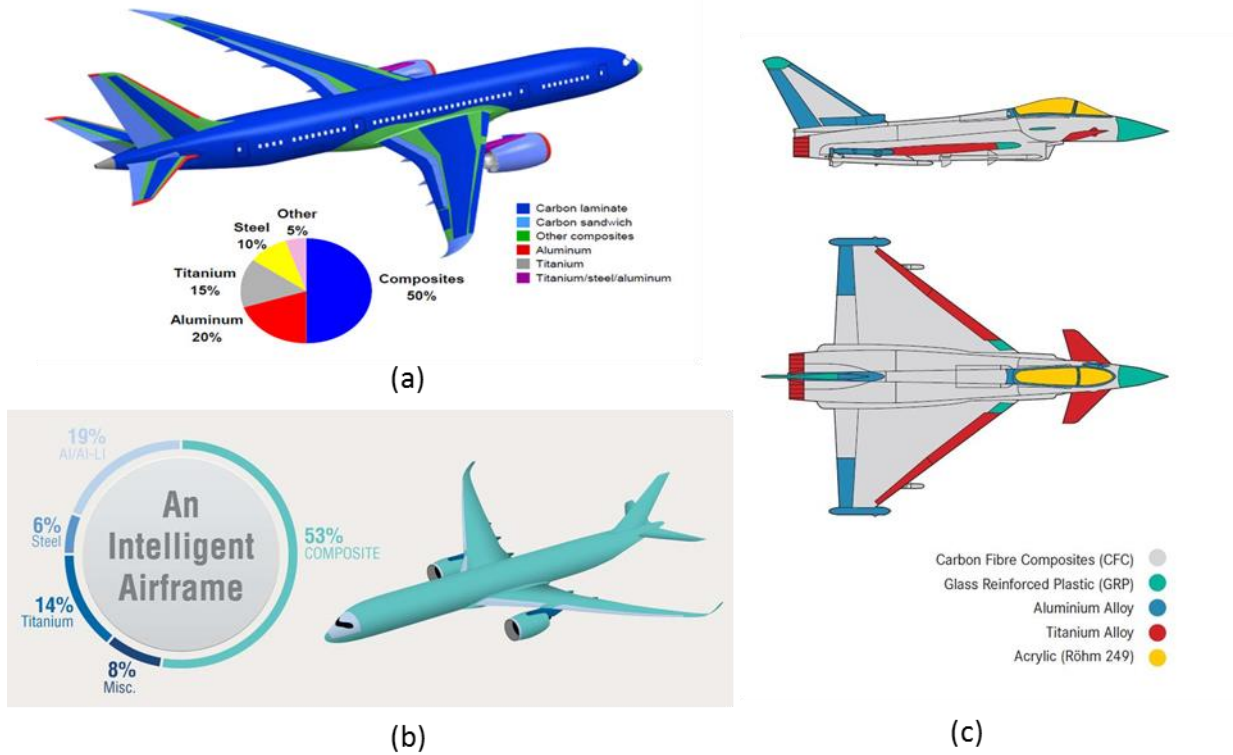 Other
5%
Steel
10%
Titanium
15%
Aluminum
20%
Composites
50%
Carbon laminate
Carbon sandwich
Other composites
Aluminum
Titanium
Titanium/steel/aluminum
(a)
19%
Al/Al-Li
6%
Steel
14%
Titanium
8%
Misc.
53%
COMPOSITE
An
Intelligent
Airframe
(b)
Carbon Fibre Composites (CFC)
Glass Reinforced Plastic (GRP)
Aluminium Alloy
Titanium Alloy
Acrylic (Röhm 249)
(c)